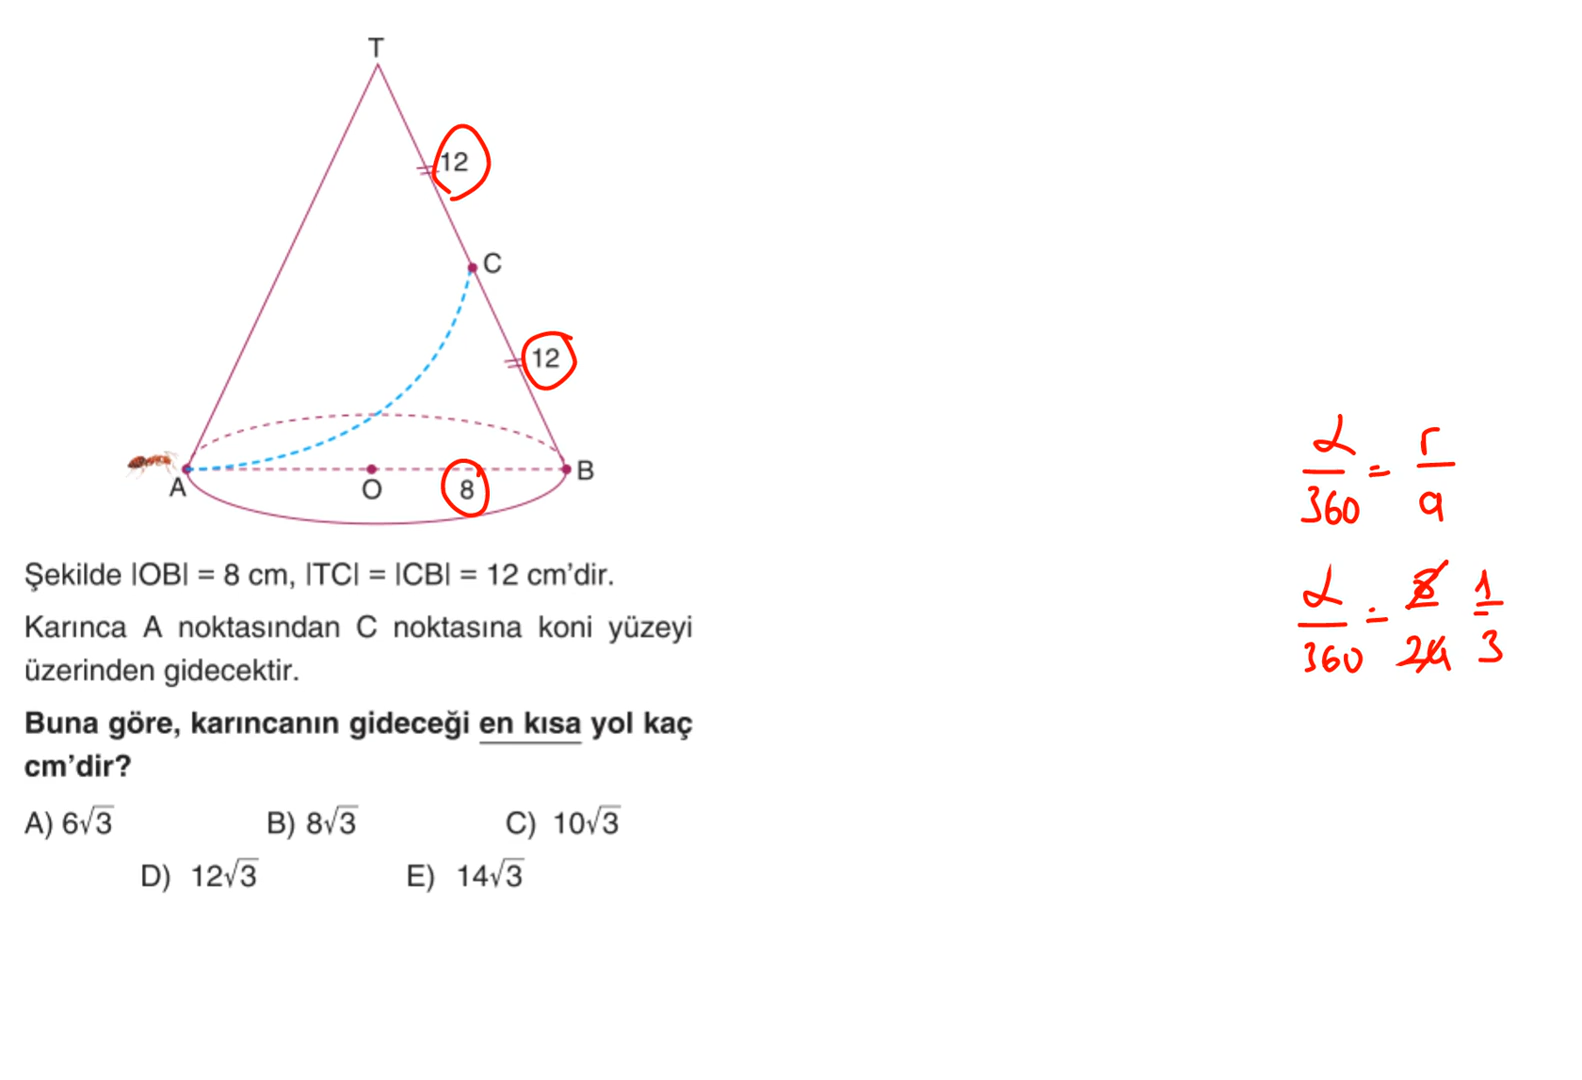 T
12
C
12
A
O
8
B
Şekilde |OB| = 8 cm, |TC| = |CB| = 12 cm'dir.
Karınca A noktasından C noktasına koni yüzeyi
üzerinden gidecektir.
Buna göre, karıncanın gideceği en kısa yol kaç
cm'dir?
A) 6√3 B) 8√3 C) 10√3
D) 12√3 E) 14√3
α/360 = r/a
α/360 = 8/24 1/3